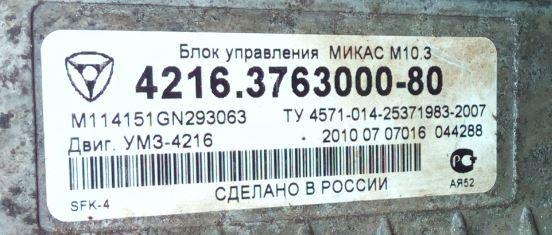 Блок управления МИКАС М10.3
4216.3763000-80
M114151GN293063 ТУ 4571-014-25371983-2007
Двиг. УМЗ-4216 2010 07 07016 044288
СДЕЛАНО В РОССИИ
SFK-4
АЯ52